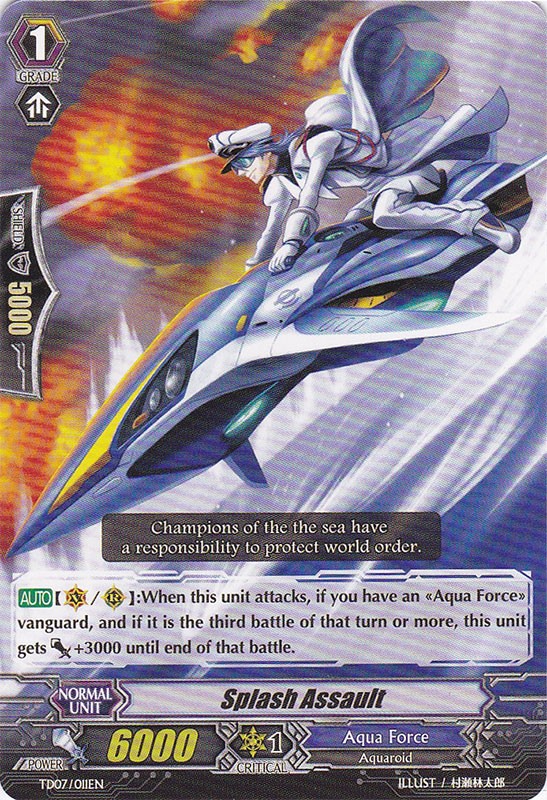 1
GRADE
SHIELD
5000
Champions of the the sea have
a responsibility to protect world order.
AUTO【 V / R 】:When this unit attacks, if you have an «Aqua Force»
vanguard, and if it is the third battle of that turn or more, this unit
gets +3000 until end of that battle.
NORMAL
UNIT
Splash Assault
POWER
6000
1
CRITICAL
Aqua Force
Aquaroid
TD07/011EN
ILLUST / 村瀬林太郎